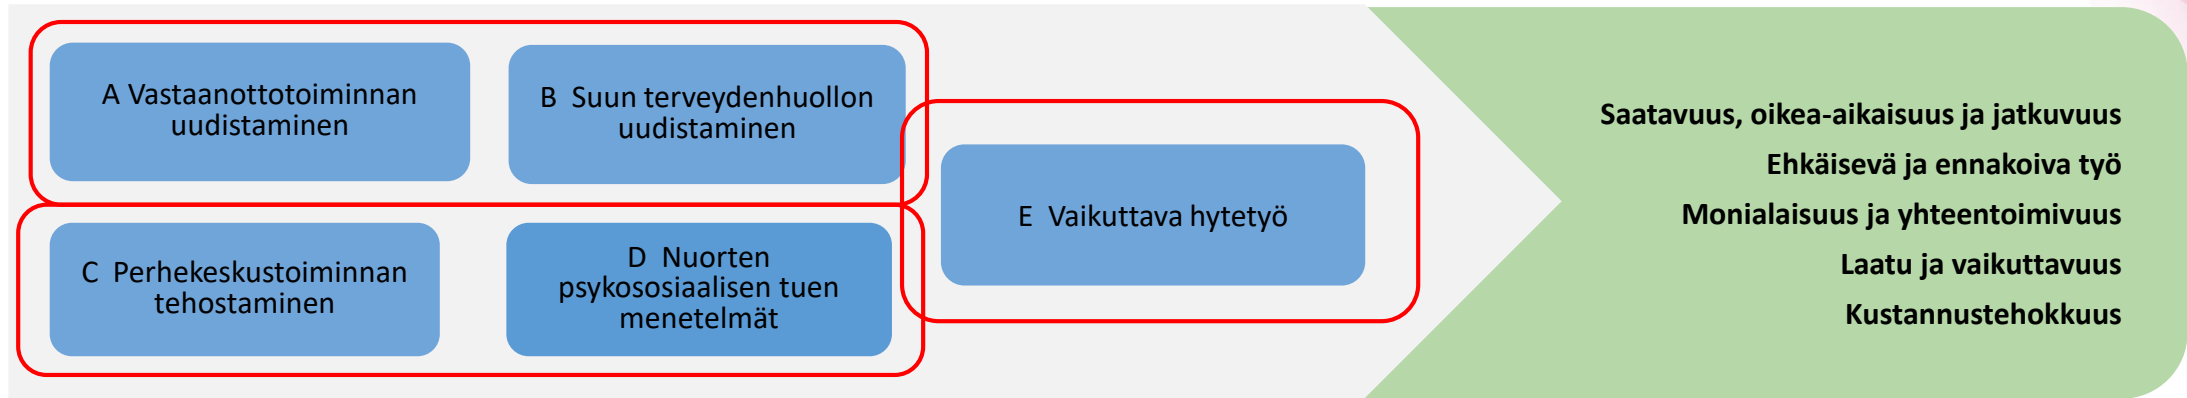 A Vastaanottotoiminnan
uudistaminen
B Suun terveydenhuollon
uudistaminen
C Perhekeskustoiminnan
tehostaminen
D Nuorten
psykososiaalisen tuen
menetelmät
E Vaikuttava hytetyö
Saatavuus, oikea-aikaisuus ja jatkuvuus
Ehkäisevä ja ennakoiva työ
Monialaisuus ja yhteentoimivuus
Laatu ja vaikuttavuus
Kustannustehokkuus